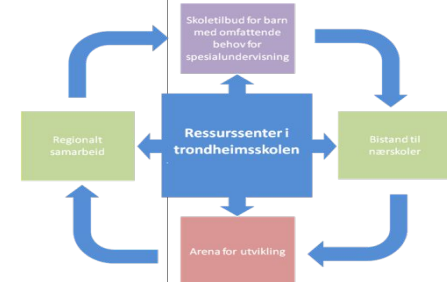 Skoletilbud for barn
med omfattende
behov for
spesialundervisning
Regionalt
samarbeid
Ressurssenter i
trondheimsskolen
Bistand til
nærskoler
Arena for utvikling